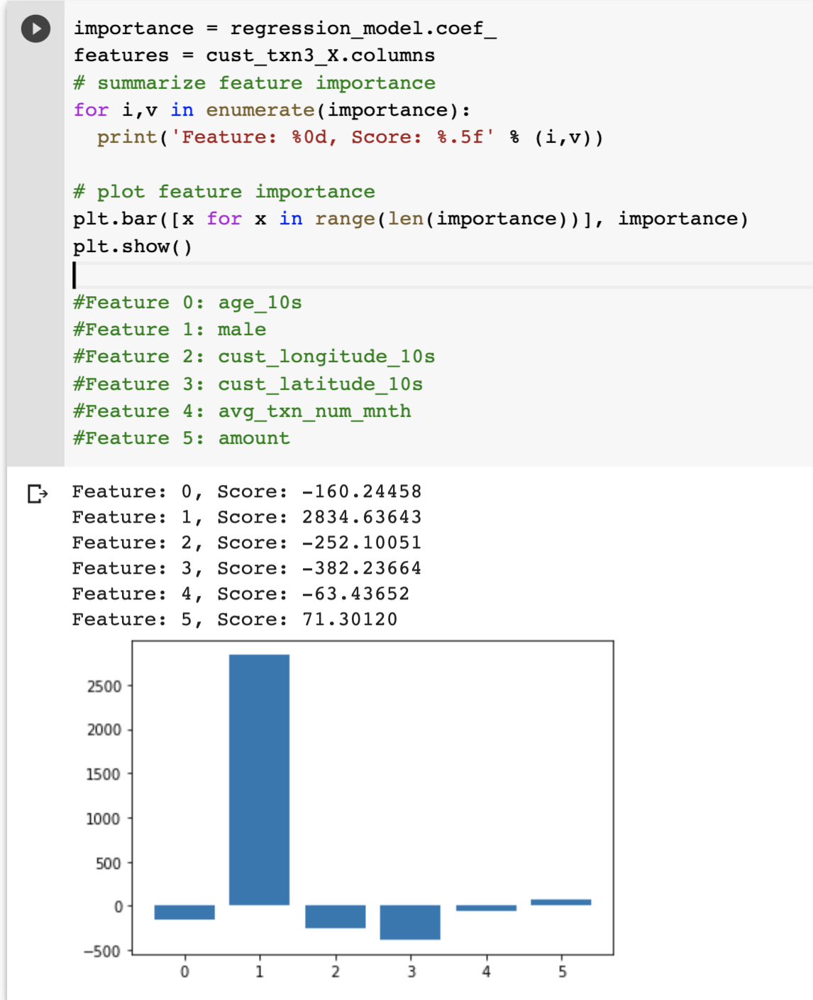 importance = regression_model.coef_
features = cust_txn3_X.columns
# summarize feature importance
for i,v in enumerate(importance):
  print('Feature: %0d, Score: %.5f' % (i,v))
# plot feature importance
plt.bar([x for x in range(len(importance))], importance)
plt.show()
#Feature 0: age_10s
#Feature 1: male
#Feature 2: cust_longitude_10s
#Feature 3: cust_latitude_10s
#Feature 4: avg_txn_num_mnth
#Feature 5: amount
Feature: 0, Score: -160.24458
Feature: 1, Score: 2834.63643
Feature: 2, Score: -252.10051
Feature: 3, Score: -382.23664
Feature: 4, Score: -63.43652
Feature: 5, Score: 71.30120
2500
2000
1500
1000
500
0
−500
0 1 2 3 4 5